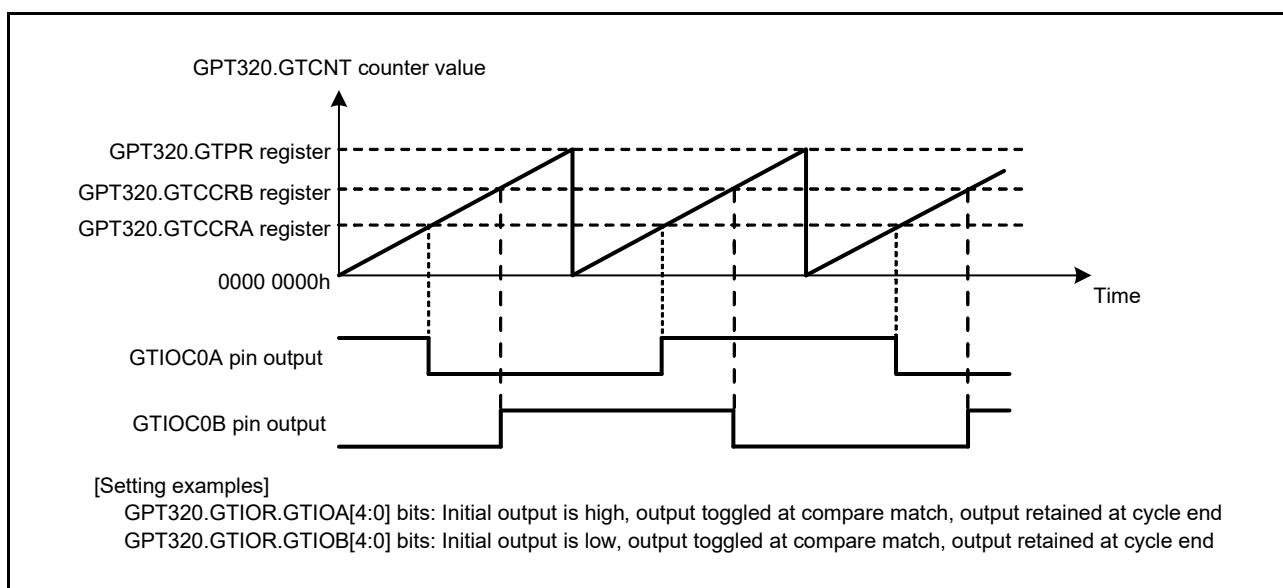 GPT320.GTCNT counter value
GPT320.GTPR register
GPT320.GTCCRB register
GPT320.GTCCRA register
0000 0000h
Time
GTIOC0A pin output
GTIOC0B pin output
[Setting examples]
GPT320.GTIOR.GTIOA[4:0] bits: Initial output is high, output toggled at compare match, output retained at cycle end
GPT320.GTIOR.GTIOB[4:0] bits: Initial output is low, output toggled at compare match, output retained at cycle end